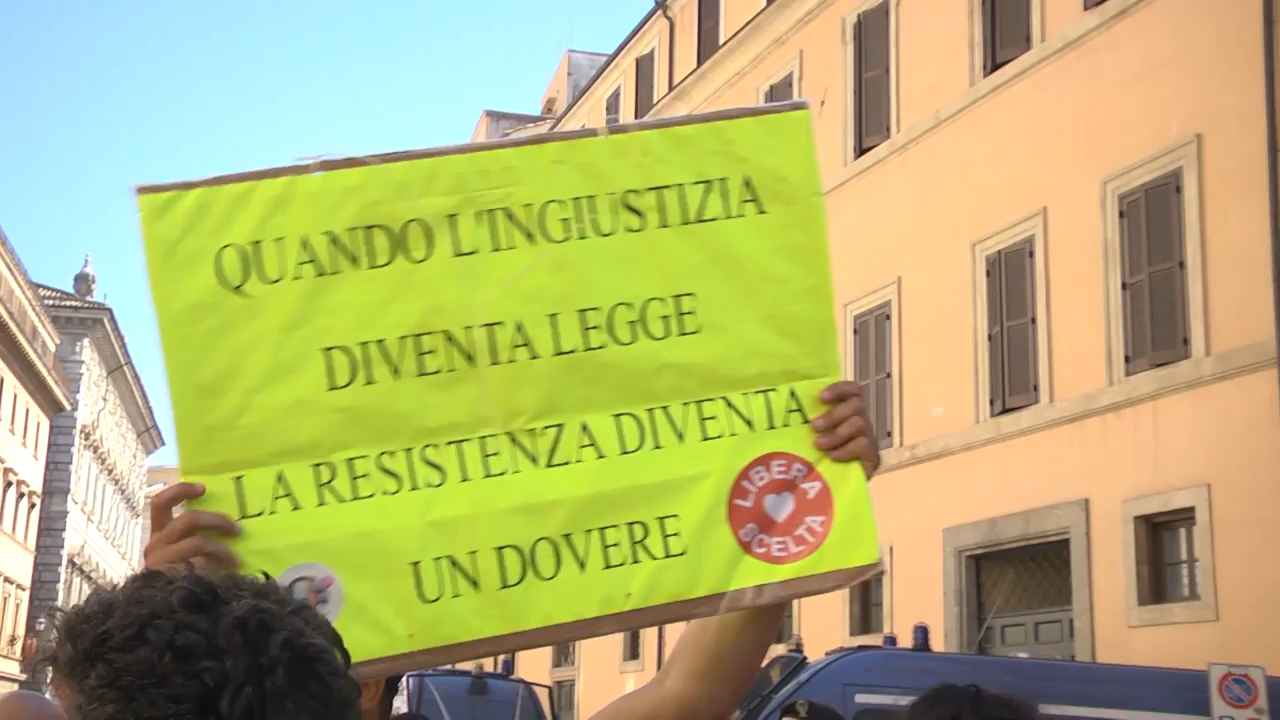 QUANDO L'INGIUSTIZIA
DIVENTA LEGGE
LA RESISTENZA DIVENTA
UN DOVERE
LIBERA
SCELTA